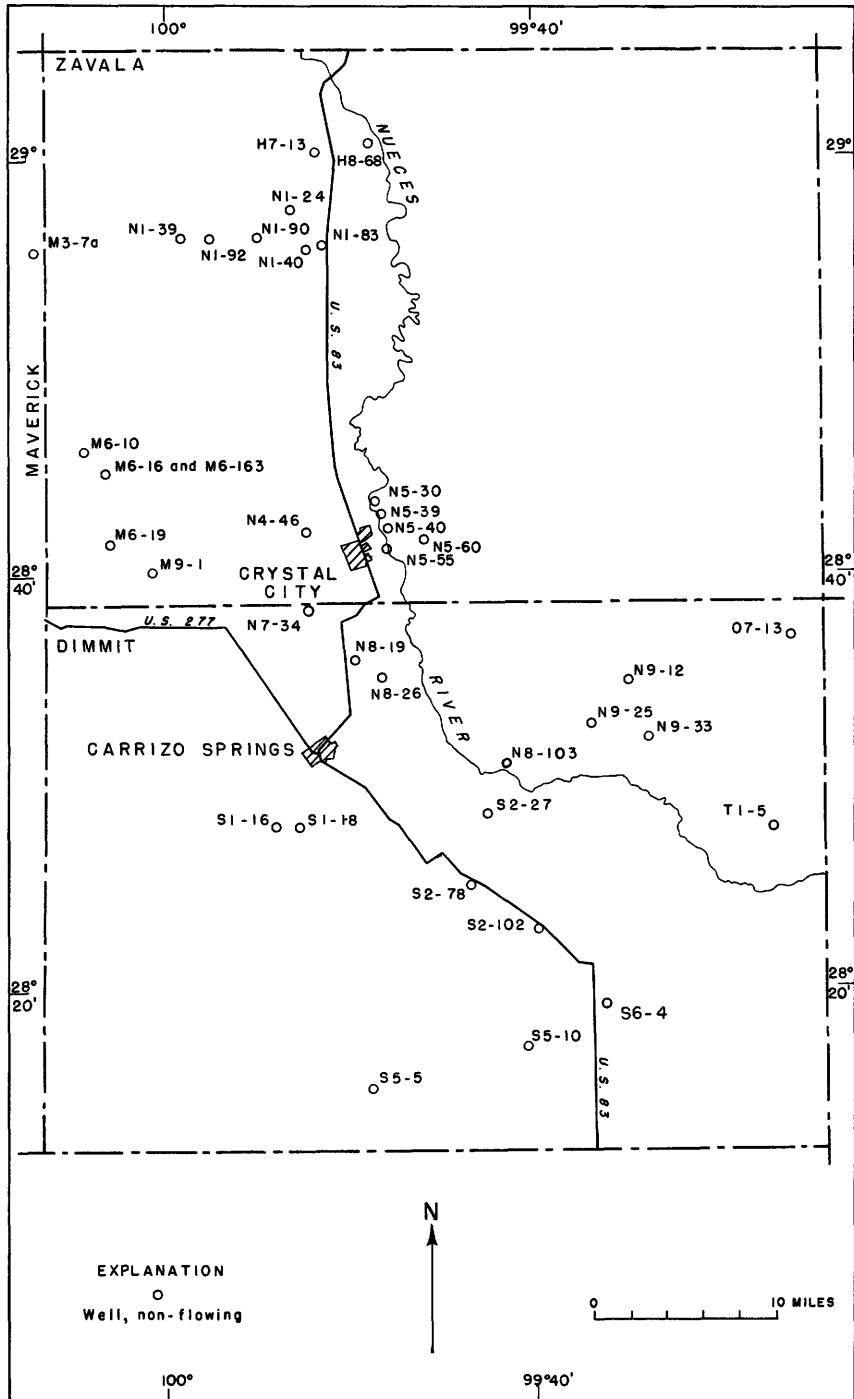 100°
99°40'
ZAVALA
NUECES
29°
29°
H7-13
H8-68
N1-24
N1-39
N1-90
N1-83
M3-7a
N1-92
N1-40
U.S. 83
MAVERICK
M6-10
M6-16 and M6-163
N5-30
N5-39
N4-46
N5-40
M6-19
N5-60
N5-55
M9-1
28°
40'
28°
40'
CRYSTAL
CITY
N7-34
U.S. 277
DIMMIT
O7-13
N8-19
N9-12
N8-26
RIVER
N9-25
N9-33
CARRIZO SPRINGS
N8-103
S2-27
T1-5
S1-16
S1-18
S2-78
S2-102
28°
20'
28°
20'
S6-4
S5-10
S5-5
U.S. 83
N
EXPLANATION
Well, non-flowing
0 10 MILES
100°
99°40'